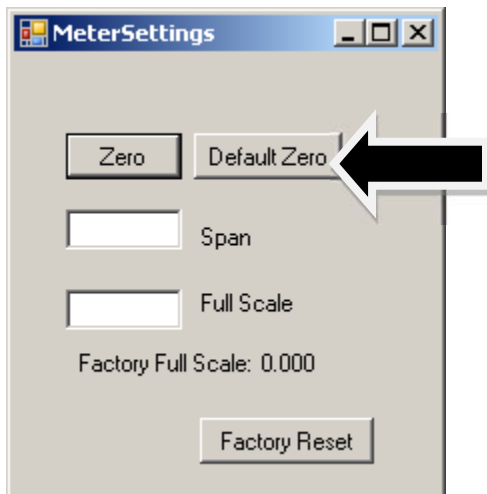 MeterSettings
Zero Default Zero
Span
Full Scale
Factory Full Scale: 0.000
Factory Reset